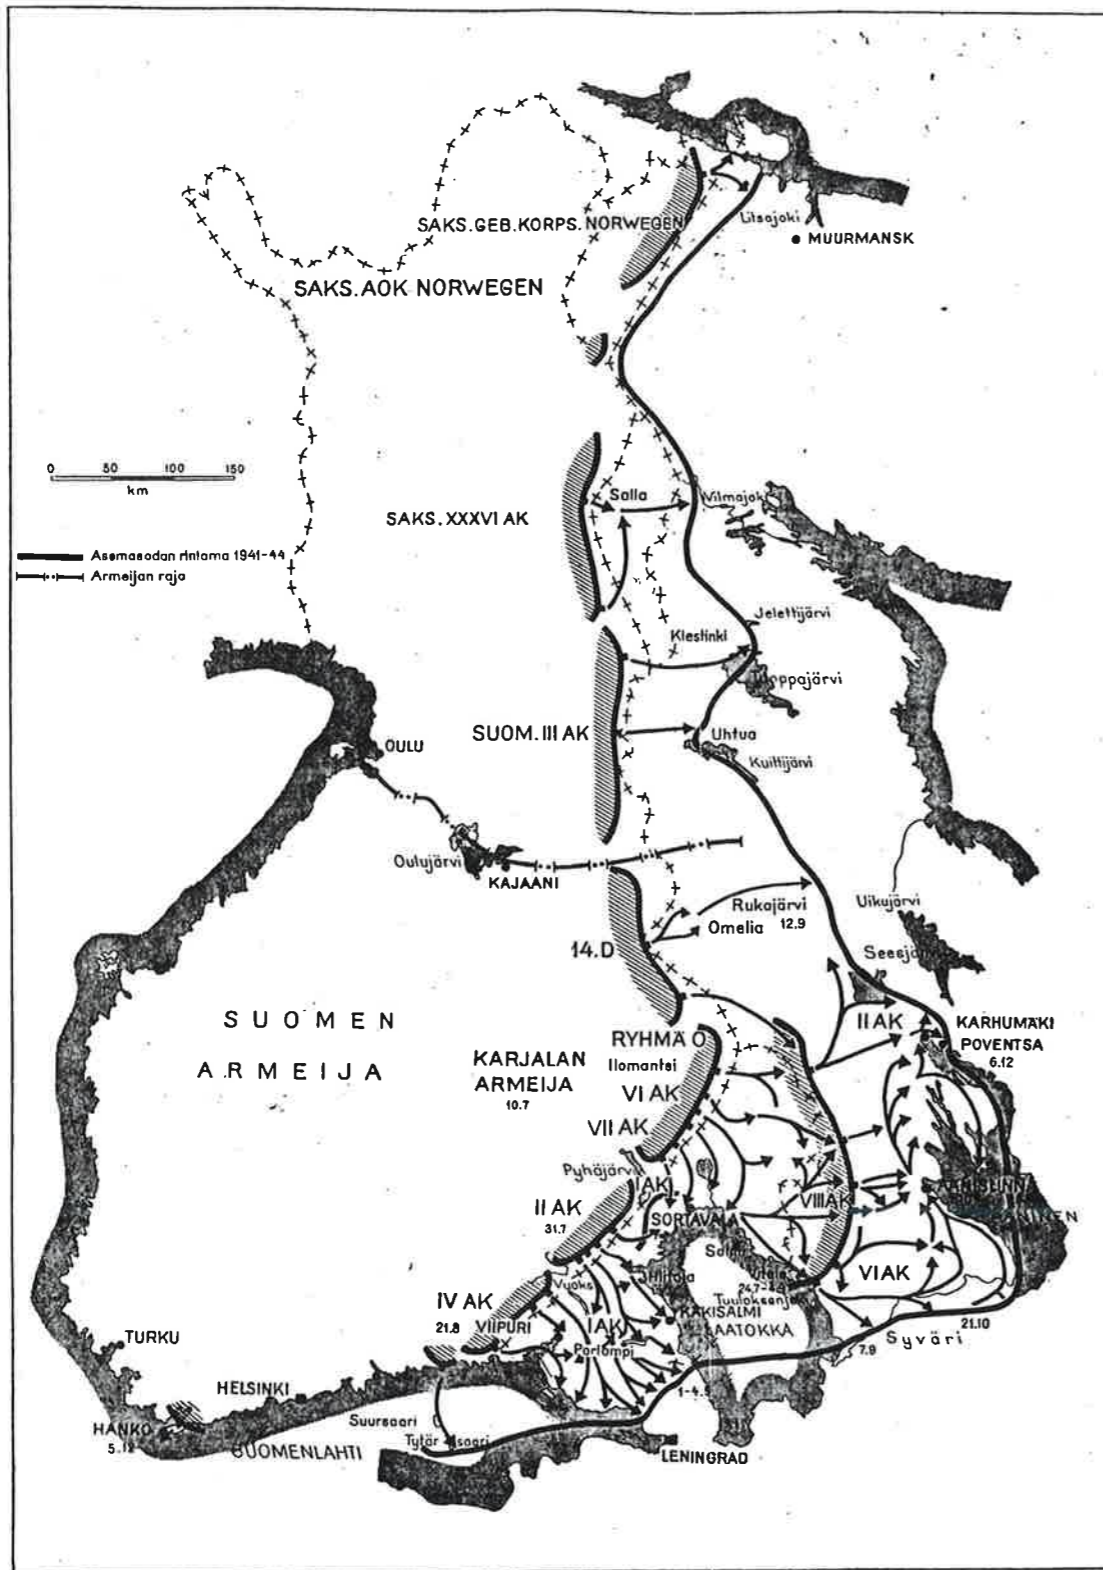 Litsajoki
MUURMANSK
SAKS.GEB.KORPS.NORWEGEN
SAKS.AOK NORWEGEN
0 50 100 150
km
Salla
SAKS.XXXVI AK
Asemasodan rintama 1941-44
Armeijan raja
Jelettijärvi
Kiestinki
SUOM.III AK
Uhtua
Kuittijärvi
OULU
Oulujärvi
KAJAANI
Rukajärvi
12.9
Omelia
Uikujärvi
14.D
SUOMEN
ARMEIJA
II AK
KARHUMÄKI
POVENTSA
6.12
RYHMÄ O
Ilomantsi
KARJALAN
ARMEIJA
10.7
VI AK
VII AK
Pyhäjärvi
I AK
VIII AK
II AK
31.7
SORTAVALA
VI AK
IV AK
21.8
VIIPURI
Vuoksi
KÄKISALMI
LAATOKKA
I AK
Porlampi
21.10
Syväri
7.9
TURKU
HELSINKI
HANKO
5.12
SUOMENLAHTI
Suursaari
LENINGRAD